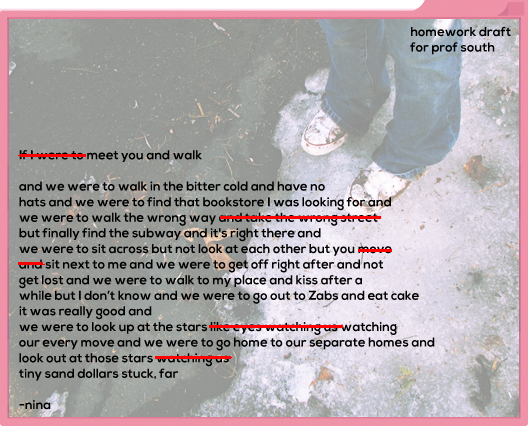 homework draft
for prof south
If I were to meet you and walk
and we were to walk in the bitter cold and have no
hats and we were to find that bookstore I was looking for and
we were to walk the wrong way and take the wrong street
but finally find the subway and it's right there and
we were to sit across but not look at each other but you move
and sit next to me and we were to get off right after and not
get lost and we were to walk to my place and kiss after a
while but I don't know and we were to go out to Zabs and eat cake
it was really good and
we were to look up at the stars like eyes watching us watching
our every move and we were to go home to our separate homes and
look out at those stars watching us
tiny sand dollars stuck, far
-nina